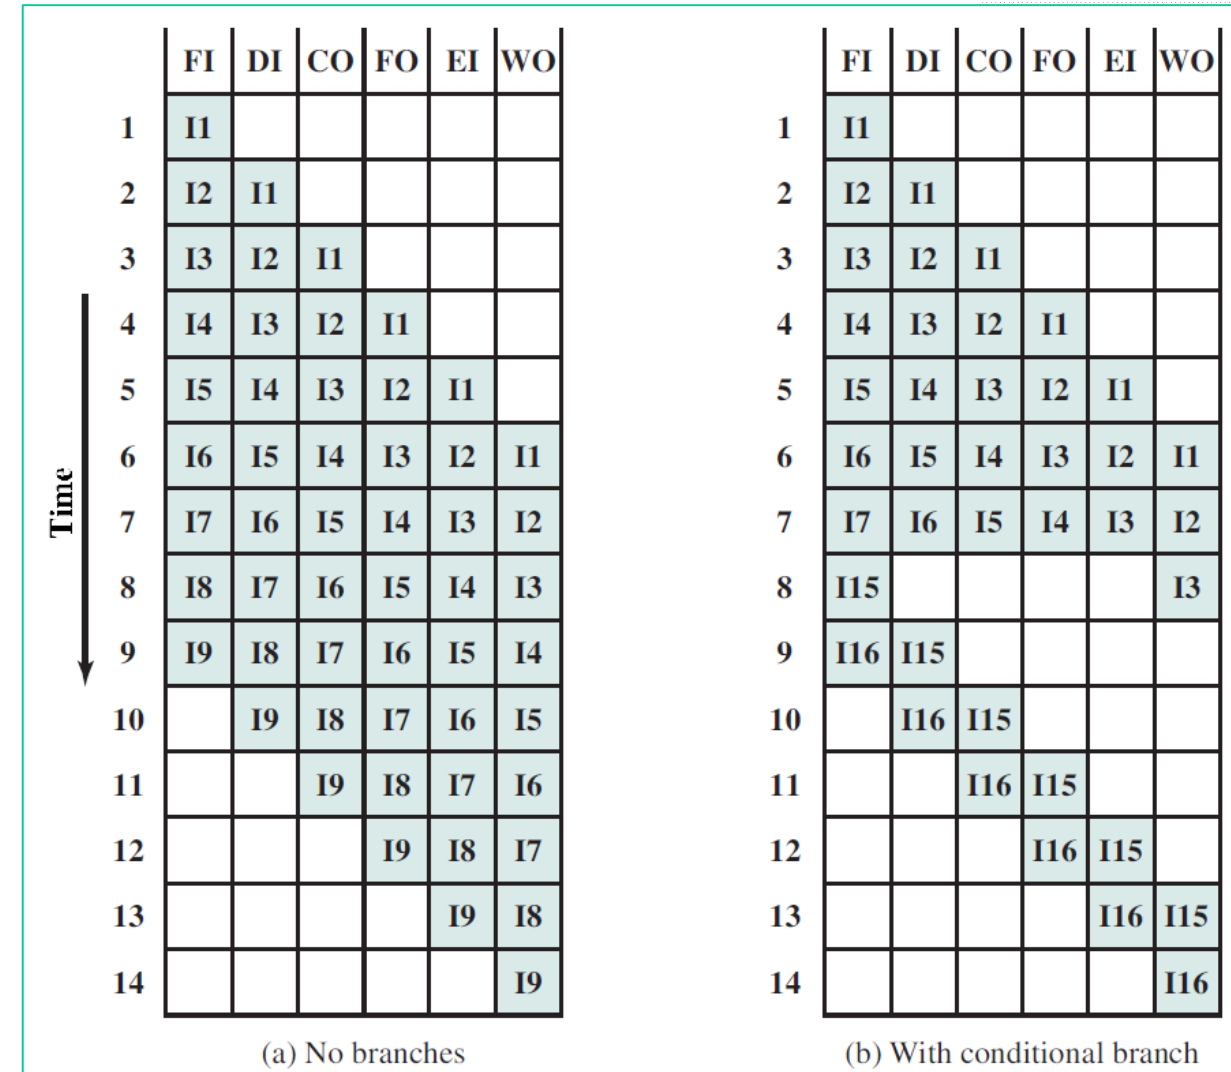 FI DI CO FO EI WO FI DI CO FO EI WO
1 I1 1 I1
2 I2 I1 2 I2 I1
3 I3 I2 I1 3 I3 I2 I1
4 I4 I3 I2 I1 4 I4 I3 I2 I1
5 I5 I4 I3 I2 I1 5 I5 I4 I3 I2 I1
6 I6 I5 I4 I3 I2 I1 6 I6 I5 I4 I3 I2 I1
Time
7 I7 I6 I5 I4 I3 I2 7 I7 I6 I5 I4 I3 I2
8 I8 I7 I6 I5 I4 I3 8 I15 I3
9 I9 I8 I7 I6 I5 I4 9 I16 I15
10 I9 I8 I7 I6 I5 10 I16 I15
11 I9 I8 I7 I6 11 I16 I15
12 I9 I8 I7 12 I16 I15
13 I9 I8 13 I16 I15
14 I9 14 I16
(a) No branches (b) With conditional branch